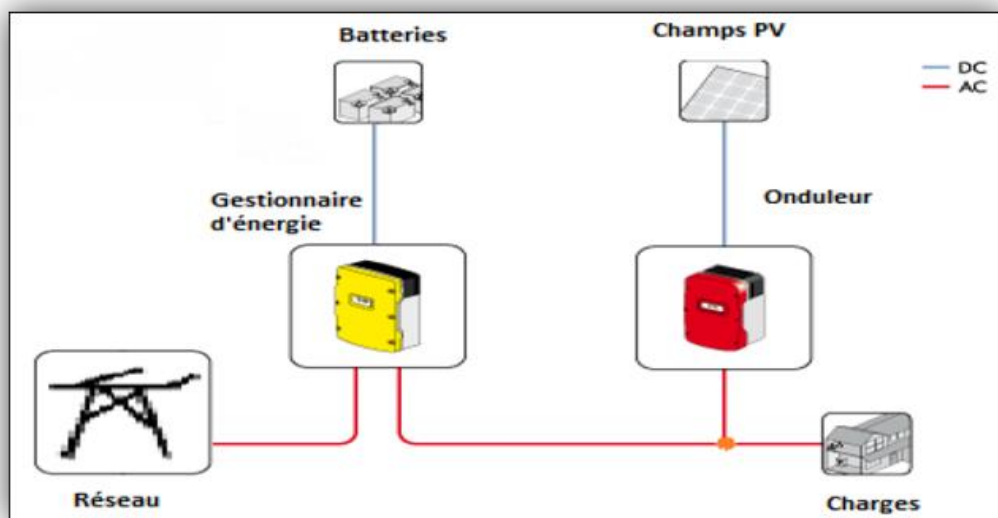 Batteries
Champs PV
DC
AC
Gestionnaire
d'énergie
Onduleur
Réseau
Charges